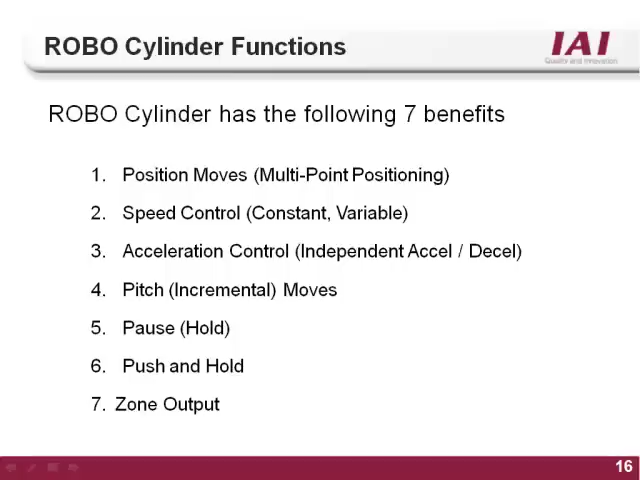 ROBO Cylinder Functions
IAI
Quality and Innovation
ROBO Cylinder has the following 7 benefits
1. Position Moves (Multi-Point Positioning)
2. Speed Control (Constant, Variable)
3. Acceleration Control (Independent Accel / Decel)
4. Pitch (Incremental) Moves
5. Pause (Hold)
6. Push and Hold
7. Zone Output
16